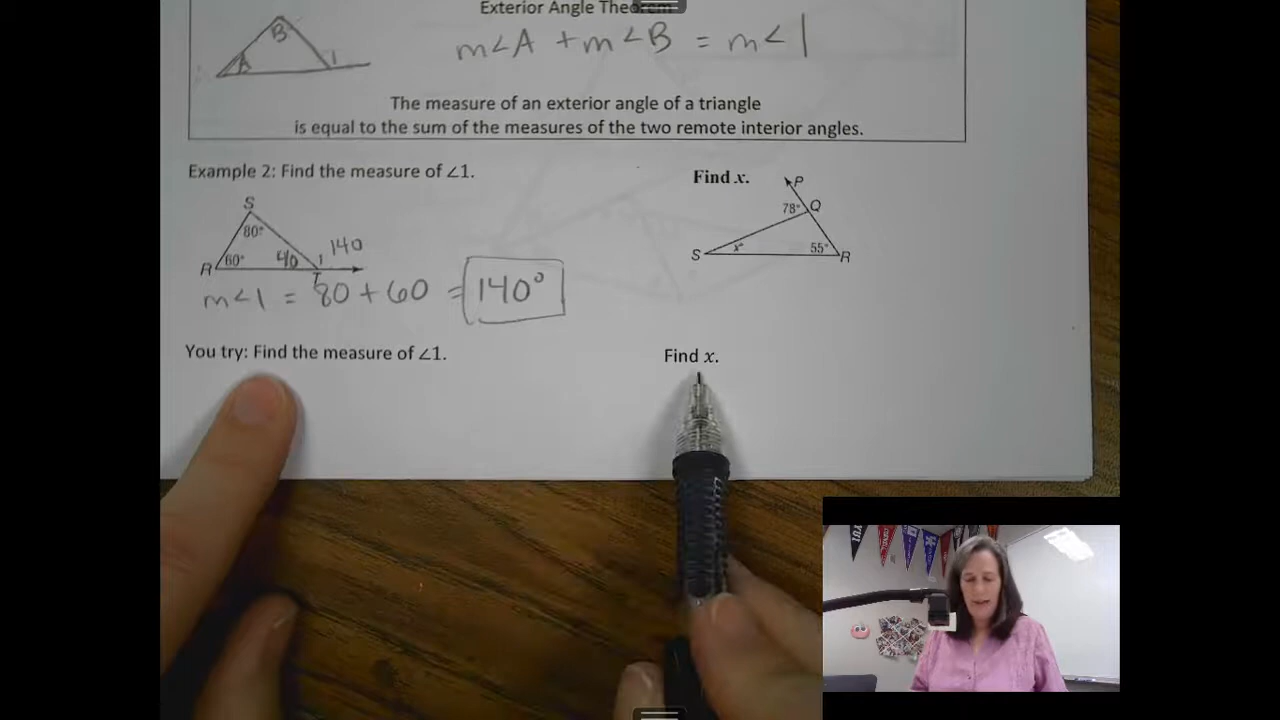 Exterior Angle Theorem
B
A
1
m∠A + m∠B = m∠1
The measure of an exterior angle of a triangle
is equal to the sum of the measures of the two remote interior angles.
Example 2: Find the measure of ∠1.
Find x.
S
80°
R
60°
40
1
140
T
P
78°
Q
S
x°
55°
R
m∠1 = 80 + 60 = 140°
You try: Find the measure of ∠1.
Find x.